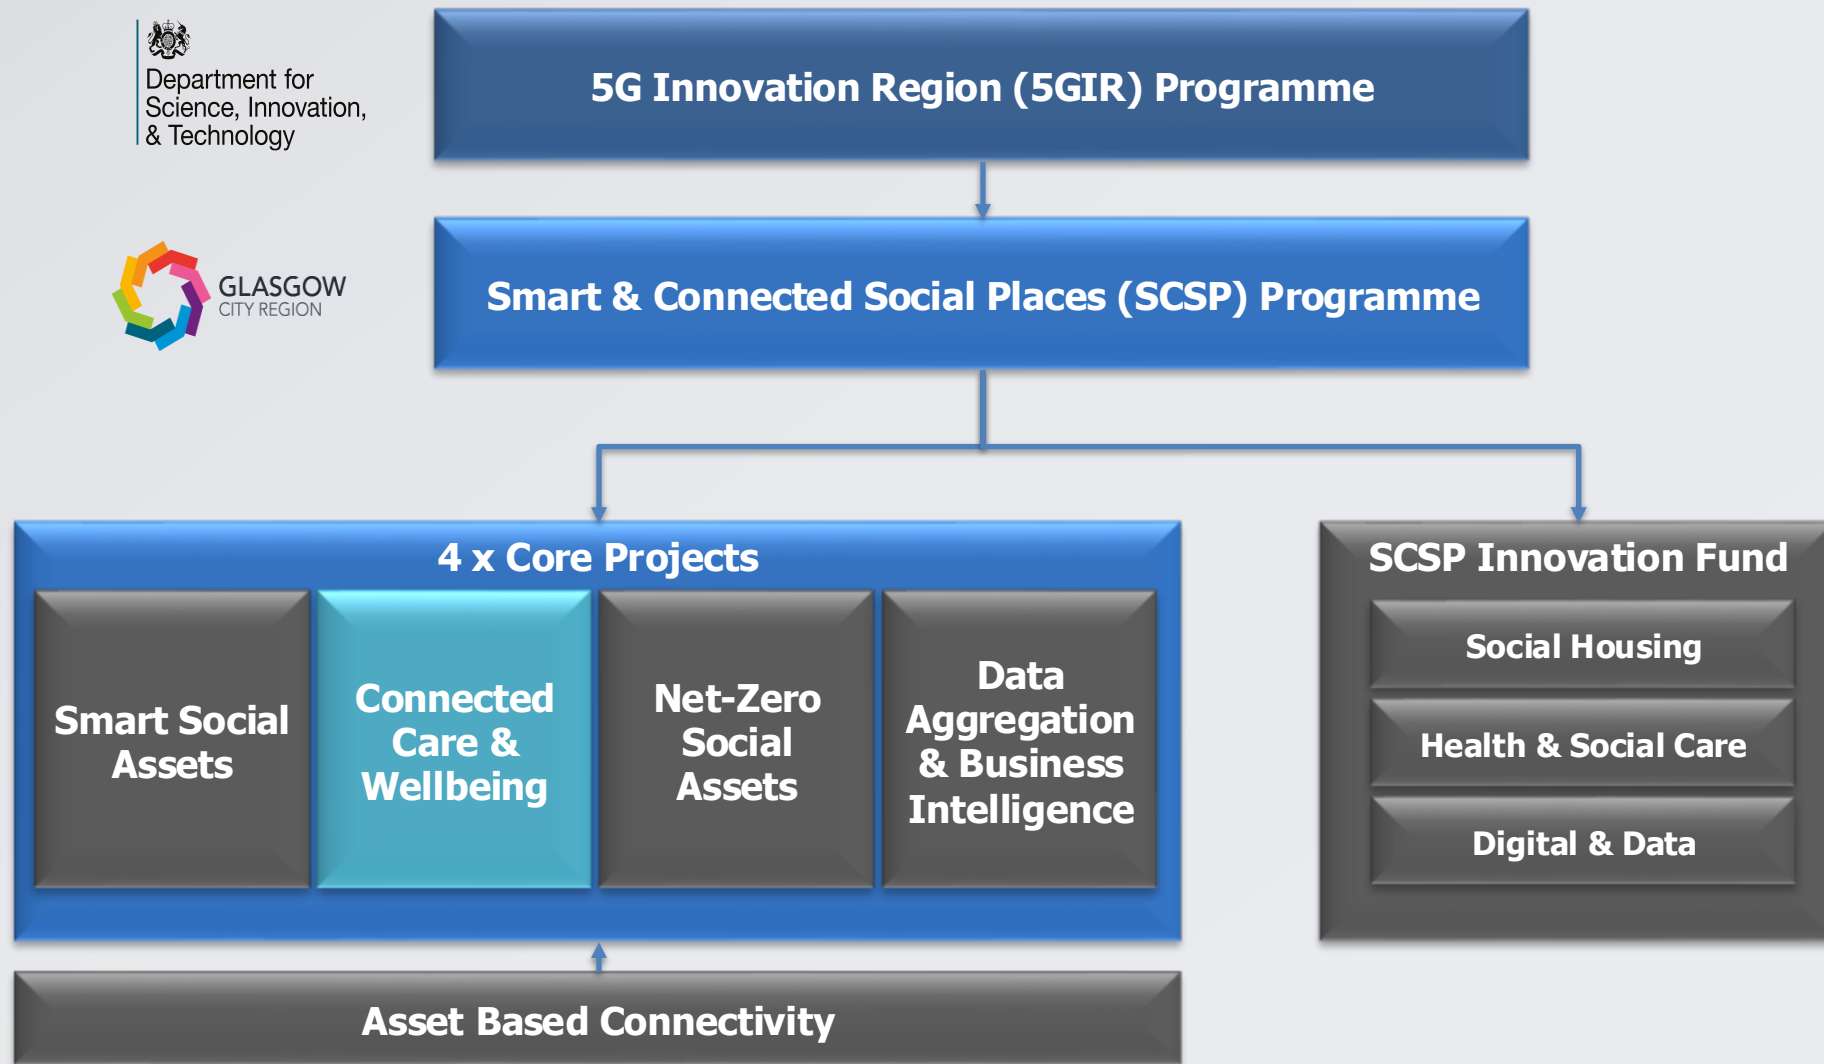 Department for
Science, Innovation,
& Technology
5G Innovation Region (5GIR) Programme
GLASGOW
CITY REGION
Smart & Connected Social Places (SCSP) Programme
4 x Core Projects
Smart Social
Assets
Connected
Care &
Wellbeing
Net-Zero
Social
Assets
Data
Aggregation
& Business
Intelligence
SCSP Innovation Fund
Social Housing
Health & Social Care
Digital & Data
Asset Based Connectivity